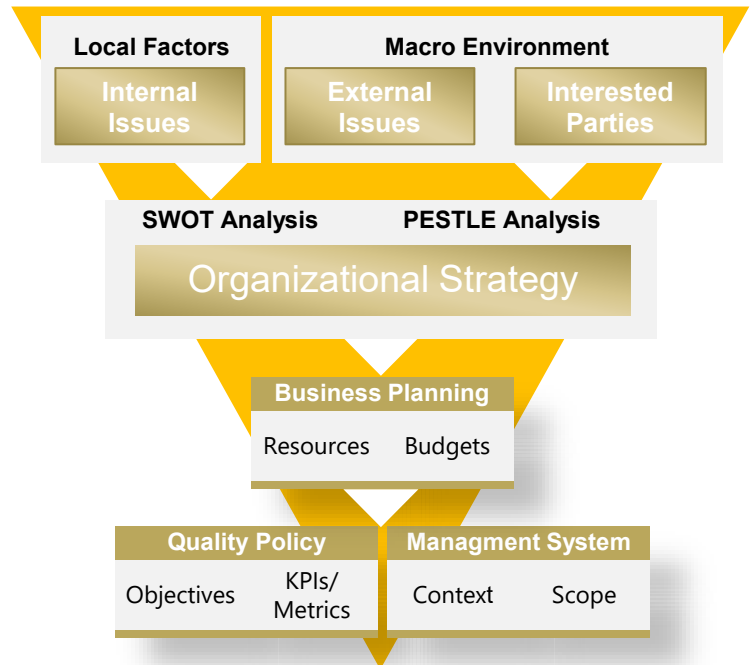 Local Factors
Macro Environment
Internal
Issues
External
Issues
Interested
Parties
SWOT Analysis
PESTLE Analysis
Organizational Strategy
Business Planning
Resources
Budgets
Quality Policy
Managment System
Objectives
KPIs/
Metrics
Context
Scope